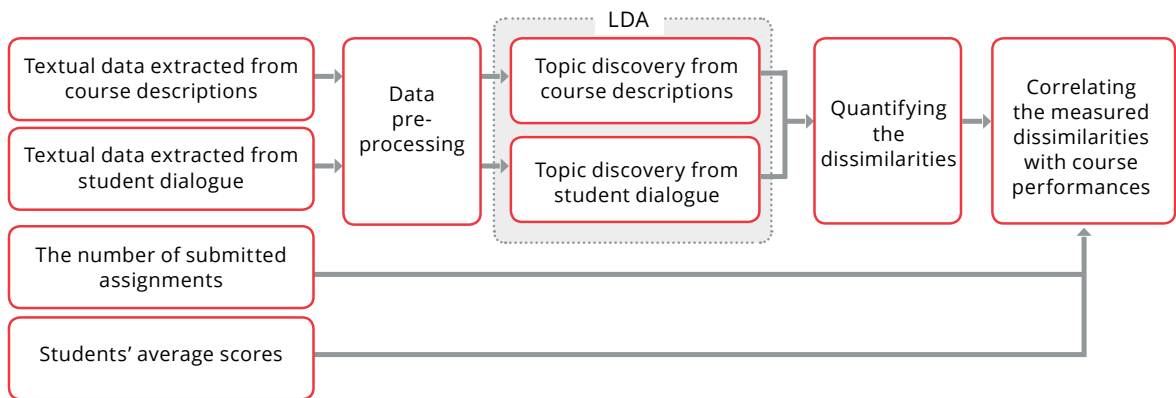 LDA
Textual data extracted from
course descriptions
Textual data extracted from
student dialogue
The number of submitted
assignments
Students’ average scores
Data
pre-
processing
Topic discovery from
course descriptions
Topic discovery from
student dialogue
Quantifying
the
dissimilarities
Correlating
the measured
dissimilarities
with course
performances